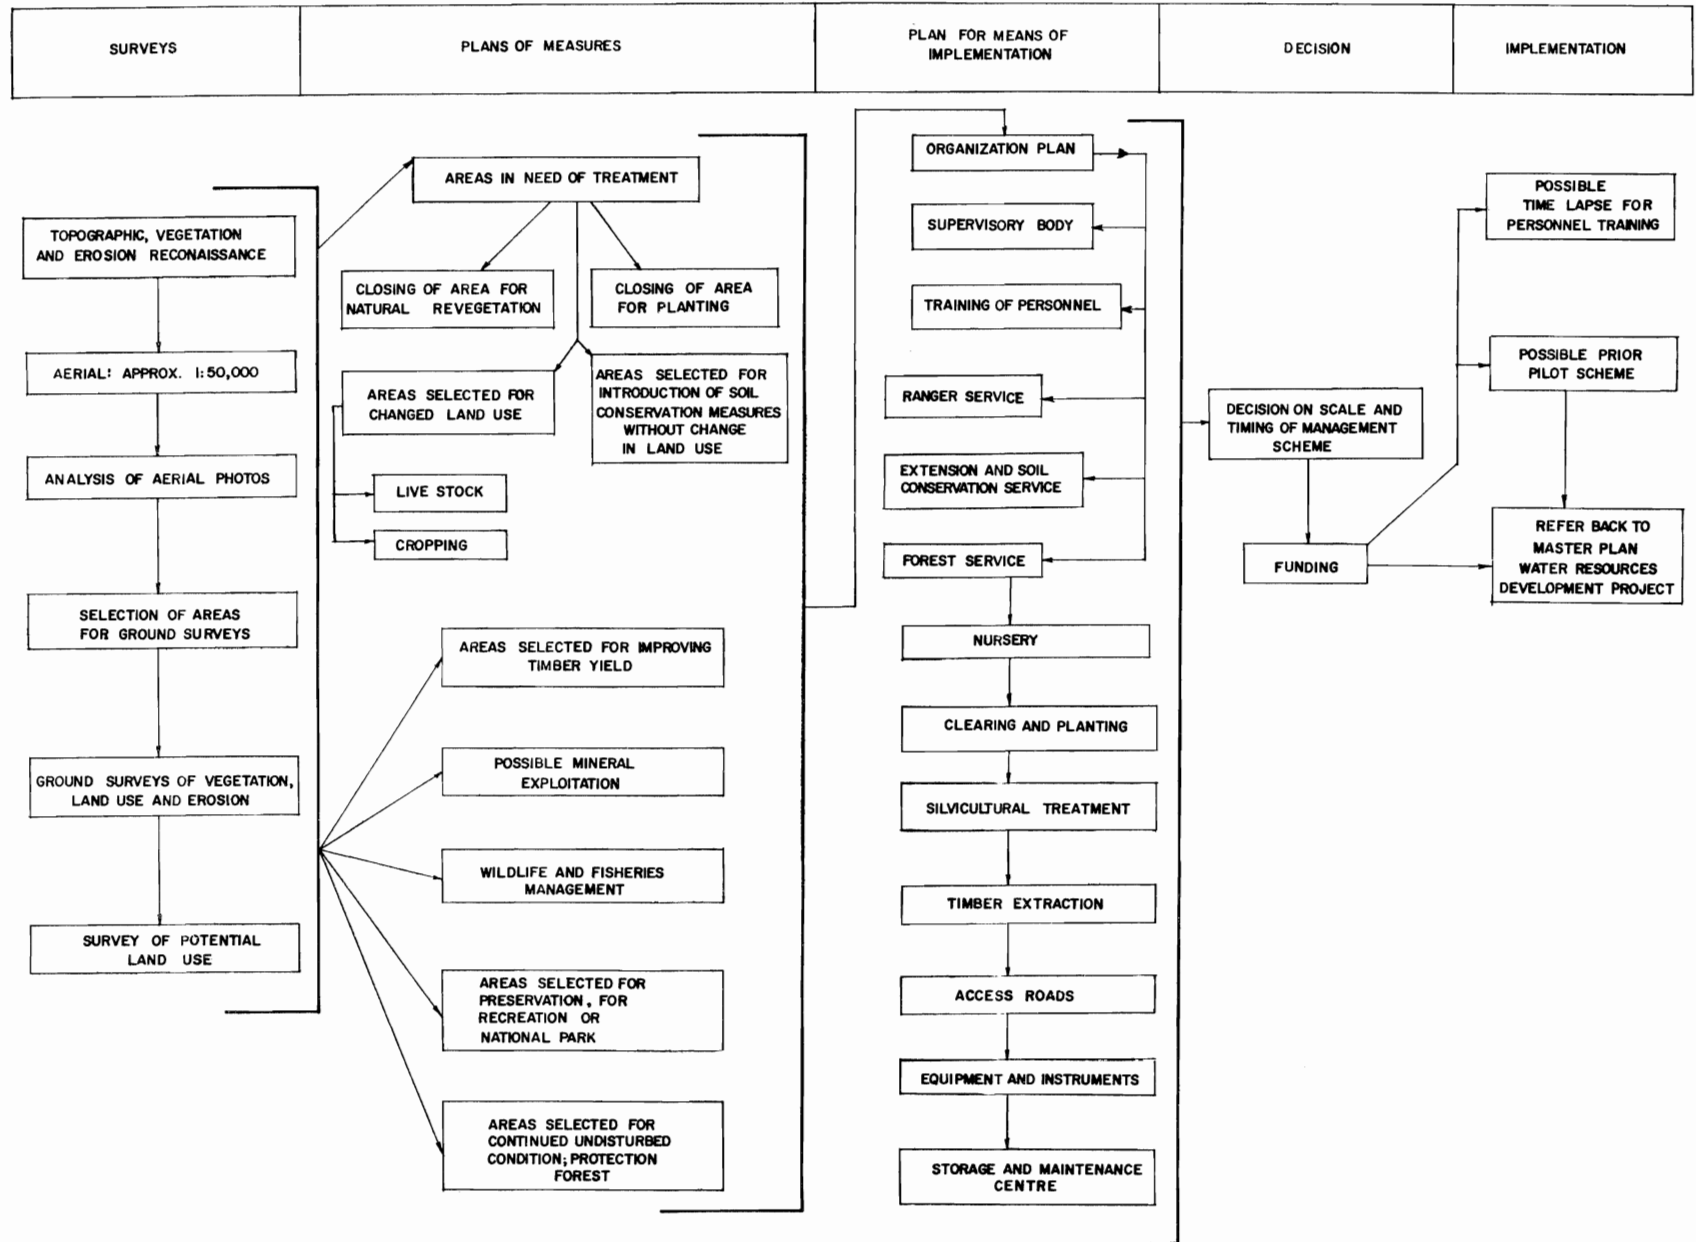 SURVEYS
PLANS OF MEASURES
PLAN FOR MEANS OF
IMPLEMENTATION
DECISION
IMPLEMENTATION
TOPOGRAPHIC, VEGETATION
AND EROSION RECONAISSANCE
AERIAL: APPROX. 1:50,000
ANALYSIS OF AERIAL PHOTOS
SELECTION OF AREAS
FOR GROUND SURVEYS
GROUND SURVEYS OF VEGETATION,
LAND USE AND EROSION
SURVEY OF POTENTIAL
LAND USE
AREAS IN NEED OF TREATMENT
CLOSING OF AREA FOR
NATURAL REVEGETATION
CLOSING OF AREA
FOR PLANTING
AREAS SELECTED FOR
CHANGED LAND USE
AREAS SELECTED FOR
INTRODUCTION OF SOIL
CONSERVATION MEASURES
WITHOUT CHANGE
IN LAND USE
LIVE STOCK
CROPPING
AREAS SELECTED FOR IMPROVING
TIMBER YIELD
POSSIBLE MINERAL
EXPLOITATION
WILDLIFE AND FISHERIES
MANAGEMENT
AREAS SELECTED FOR
PRESERVATION, FOR
RECREATION OR
NATIONAL PARK
AREAS SELECTED FOR
CONTINUED UNDISTURBED
CONDITION; PROTECTION
FOREST
ORGANIZATION PLAN
SUPERVISORY BODY
TRAINING OF PERSONNEL
RANGER SERVICE
EXTENSION AND SOIL
CONSERVATION SERVICE
FOREST SERVICE
NURSERY
CLEARING AND PLANTING
SILVICULTURAL TREATMENT
TIMBER EXTRACTION
ACCESS ROADS
EQUIPMENT AND INSTRUMENTS
STORAGE AND MAINTENANCE
CENTRE
DECISION ON SCALE AND
TIMING OF MANAGEMENT
SCHEME
FUNDING
POSSIBLE
TIME LAPSE FOR
PERSONNEL TRAINING
POSSIBLE PRIOR
PILOT SCHEME
REFER BACK TO
MASTER PLAN
WATER RESOURCES
DEVELOPMENT PROJECT